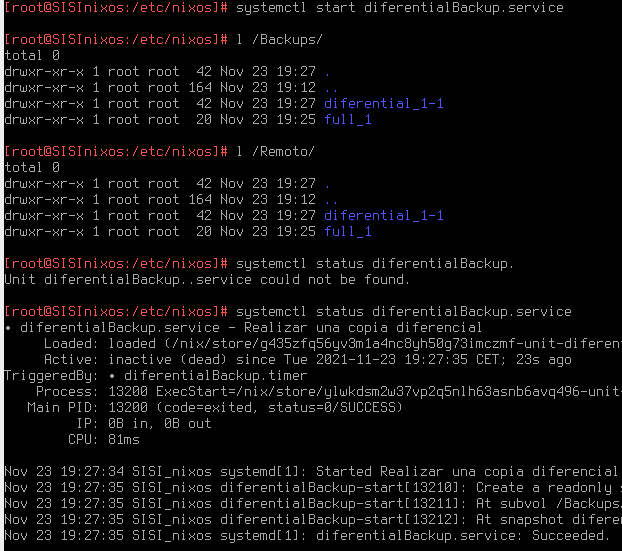 [root@SISInixos:/etc/nixos]# systemctl start diferentialBackup.service
[root@SISInixos:/etc/nixos]# l /Backups/
total 0
drwxr-xr-x 1 root root  42 Nov 23 19:27 .
drwxr-xr-x 1 root root 164 Nov 23 19:12 ..
drwxr-xr-x 1 root root  42 Nov 23 19:27 diferential_1-1
drwxr-xr-x 1 root root  20 Nov 23 19:25 full_1
[root@SISInixos:/etc/nixos]# l /Remoto/
total 0
drwxr-xr-x 1 root root  42 Nov 23 19:27 .
drwxr-xr-x 1 root root 164 Nov 23 19:12 ..
drwxr-xr-x 1 root root  42 Nov 23 19:27 diferential_1-1
drwxr-xr-x 1 root root  20 Nov 23 19:25 full_1
[root@SISInixos:/etc/nixos]# systemctl status diferentialBackup.
Unit diferentialBackup..service could not be found.
[root@SISInixos:/etc/nixos]# systemctl status diferentialBackup.service
• diferentialBackup.service - Realizar una copia diferencial
Loaded: loaded (/nix/store/g435zfq56yv3m1a4nc8yh50g73imczmf-unit-diferent
Active: inactive (dead) since Tue 2021-11-23 19:27:35 CET; 23s ago
TriggeredBy: • diferentialBackup.timer
Process: 13200 ExecStart=/nix/store/ylwkdsm2w37vp2q5nlh63asnb6avq496-unit-
Main PID: 13200 (code=exited, status=0/SUCCESS)
IP: 0B in, 0B out
CPU: 81ms
Nov 23 19:27:34 SISI_nixos systemd[1]: Started Realizar una copia diferencial
Nov 23 19:27:35 SISI_nixos diferentialBackup-start[13210]: Create a readonly s
Nov 23 19:27:35 SISI_nixos diferentialBackup-start[13211]: At subvol /Backups.
Nov 23 19:27:35 SISI_nixos diferentialBackup-start[13212]: At snapshot difere
Nov 23 19:27:35 SISI_nixos systemd[1]: diferentialBackup.service: Succeeded.